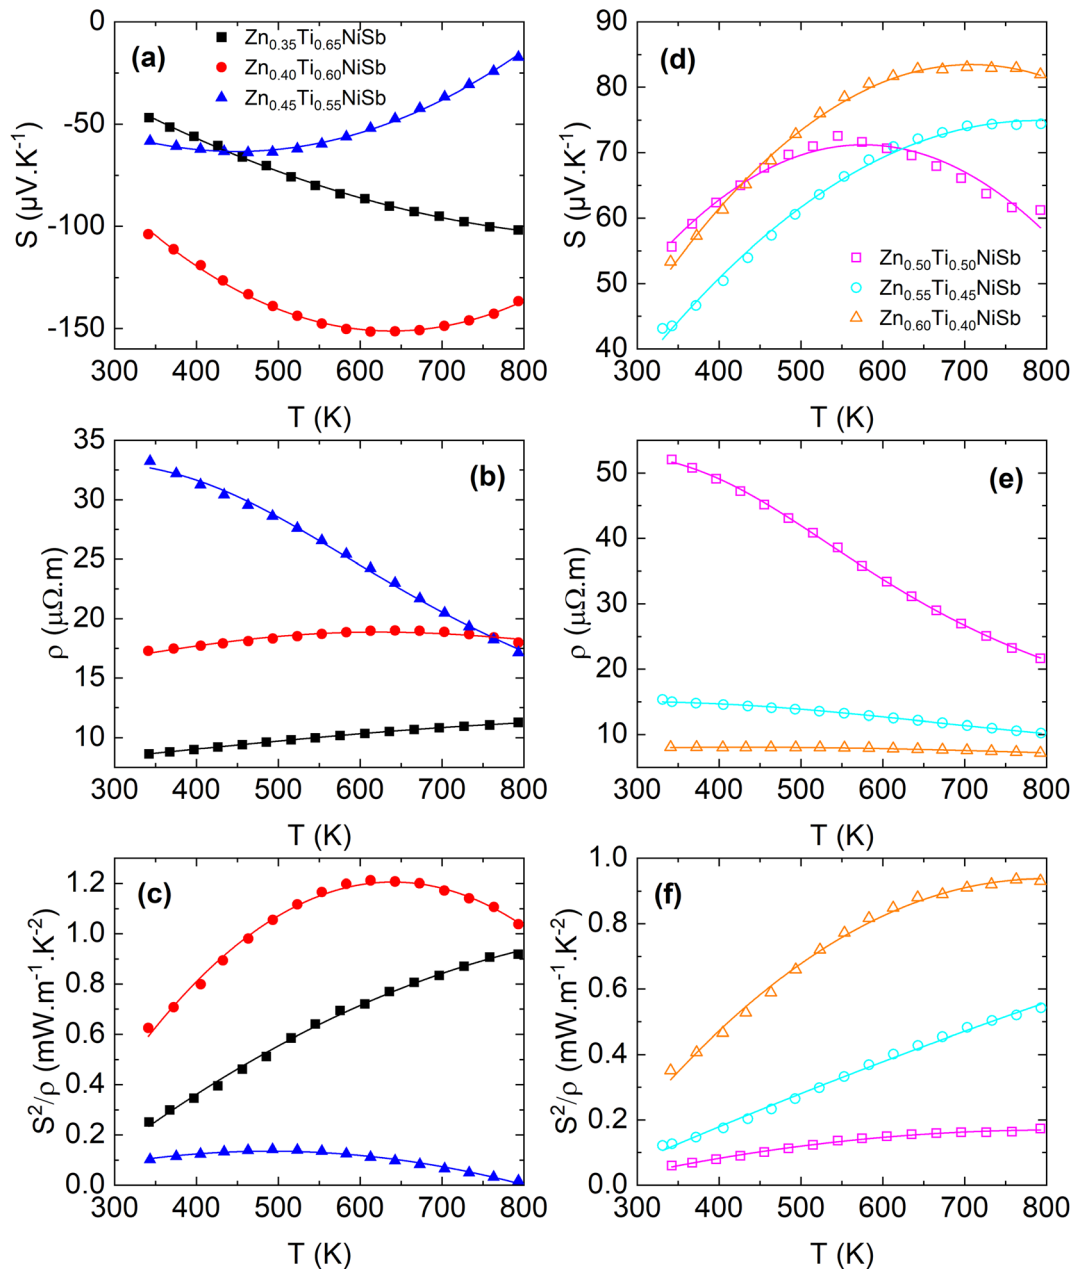 (a)
Zn0.35Ti0.65NiSb
Zn0.40Ti0.60NiSb
Zn0.45Ti0.55NiSb
0
-50
-100
-150
S (μV.K-1)
300 400 500 600 700 800
T (K)
(d)
Zn0.50Ti0.50NiSb
Zn0.55Ti0.45NiSb
Zn0.60Ti0.40NiSb
90
80
70
60
50
40
S (μV.K-1)
300 400 500 600 700 800
T (K)
(b)
35
30
25
20
15
10
ρ (μΩ.m)
300 400 500 600 700 800
T (K)
(e)
50
40
30
20
10
ρ (μΩ.m)
300 400 500 600 700 800
T (K)
(c)
1.2
1.0
0.8
0.6
0.4
0.2
0.0
S2/ρ (mW.m-1.K-2)
300 400 500 600 700 800
T (K)
(f)
1.0
0.8
0.6
0.4
0.2
0.0
S2/ρ (mW.m-1.K-2)
300 400 500 600 700 800
T (K)